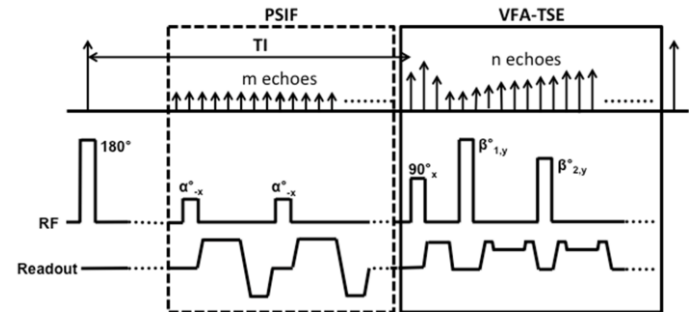 PSIF VFA-TSE
TI
m echoes n echoes
180° α°-x α°-x 90°x β°1,y β°2,y
RF
Readout